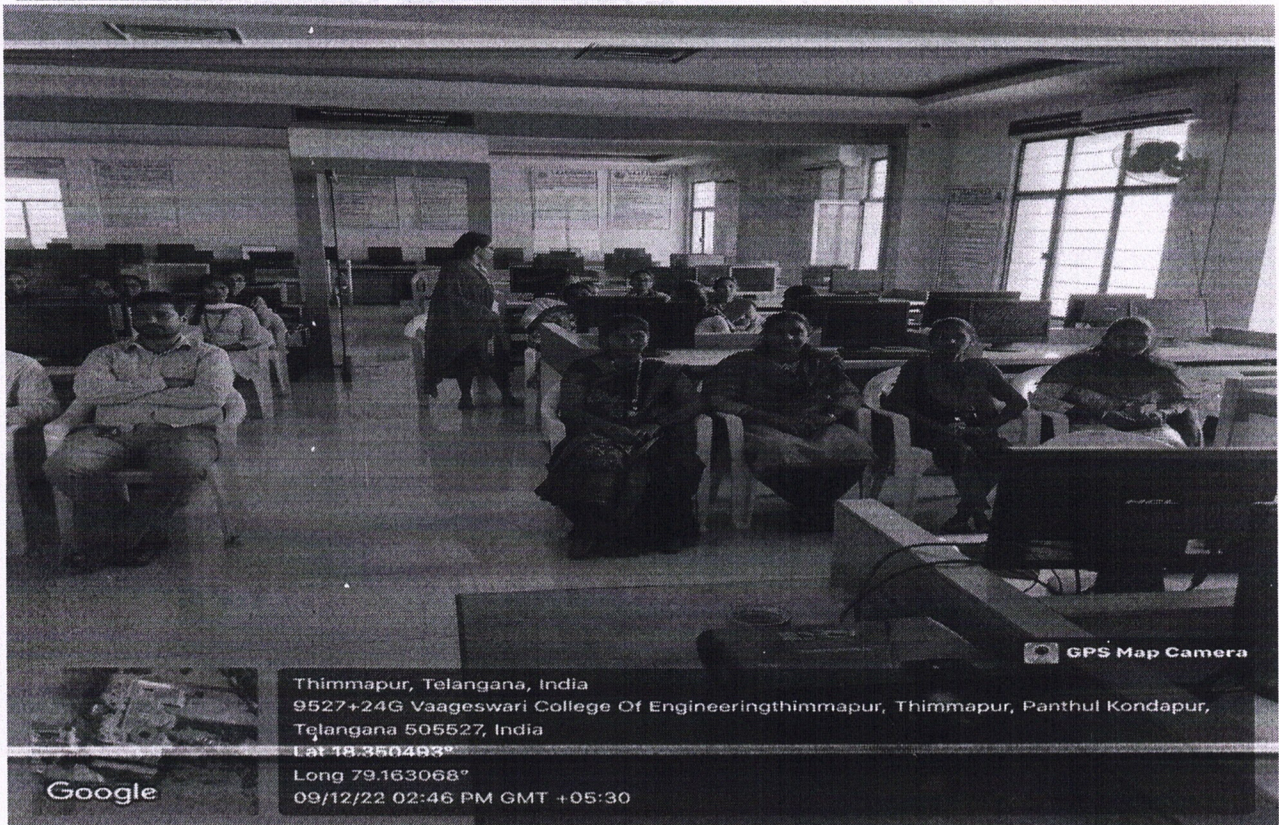 GPS Map Camera
Thimmapur, Telangana, India
9527+24G Vaageswari College Of Engineeringthimmapur, Thimmapur, Panthul Kondapur,
Telangana 505527, India
Lat 18.350493°
Long 79.163068°
09/12/22 02:46 PM GMT +05:30
Google